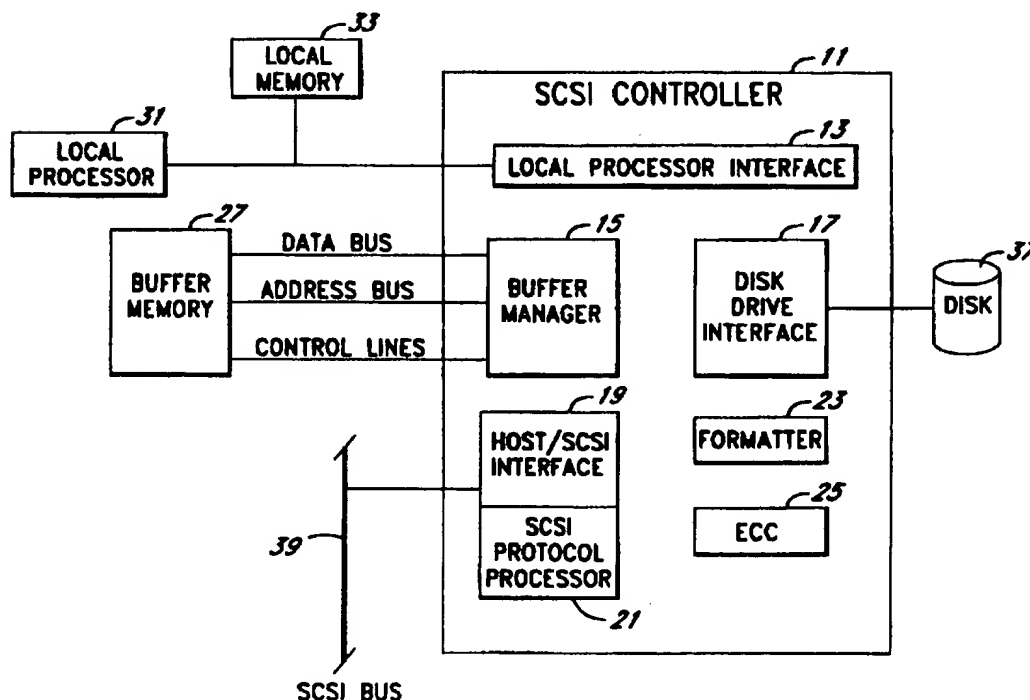 33
LOCAL
MEMORY
11
SCSI CONTROLLER
31
LOCAL
PROCESSOR
13
LOCAL PROCESSOR INTERFACE
27
BUFFER
MEMORY
DATA BUS
ADDRESS BUS
CONTROL LINES
15
BUFFER
MANAGER
17
DISK
DRIVE
INTERFACE
37
DISK
19
HOST/SCSI
INTERFACE
SCSI
PROTOCOL
PROCESSOR
21
23
FORMATTER
25
ECC
39
SCSI BUS